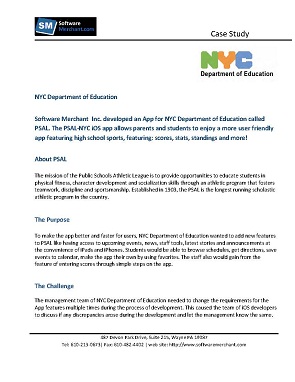 SM Software
Merchant.com
Case Study
NYC
Department of Education
NYC Department of Education
Software Merchant Inc. developed an App for NYC Department of Education called
PSAL. The PSAL-NYC iOS app allows parents and students to enjoy a more user friendly
app featuring high school sports, featuring: scores, stats, standings and more!
About PSAL
The mission of the Public Schools Athletic League is to provide opportunities to educate students in
physical fitness, character development and socialization skills through an athletic program that fosters
teamwork, discipline and sportsmanship. Established in 1903, the PSAL is the longest running scholastic
athletic program in the country.
The Purpose
To make the app better and faster for users, NYC Department of Education wanted to add new features
to PSAL like having access to upcoming events, news, staff tools, latest stories and announcements at
the convenience of iPads and iPhones. Students would be able to browse schedules, get directions, save
events to calendar, make the app their own by using favorites. The staff also would gain from the
feature of entering scores through simple steps on the app.
The Challenge
The management team of NYC Department of Education needed to change the requirements for the
App features multiple times during the process of development. This caused the team of iOS developers
to discuss if any discrepancies arose during the development and let the management know the same.
487 Devon Park Drive, Suite 215, Wayne PA 19087
Tel: 610-213-0673| Fax: 610-482-4402 | web site: http://www.softwaremerchant.com